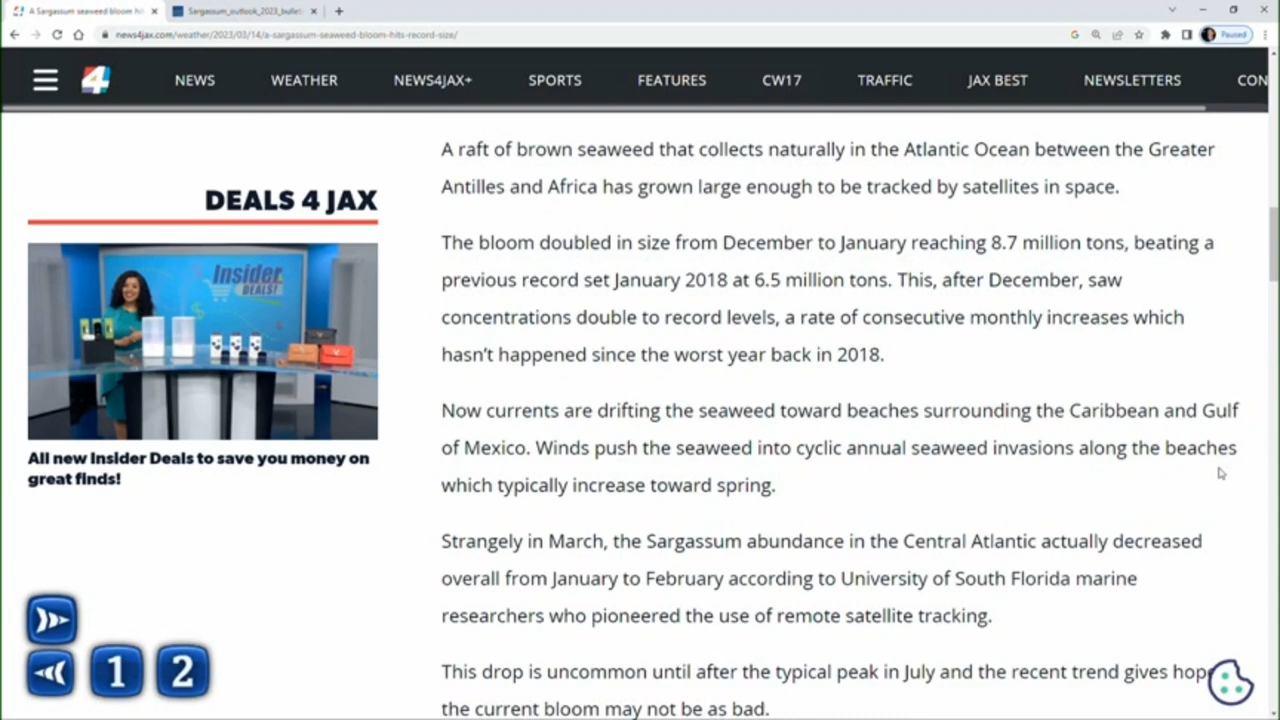 A Sargassum seaweed bloom hi
Sargassum_outlook_2023_bulle
news4jax.com/weather/2023/03/14/a-sargassum-seaweed-bloom-hits-record-size/
Paused
4
NEWS
WEATHER
NEWS4JAX+
SPORTS
FEATURES
CW17
TRAFFIC
JAX BEST
NEWSLETTERS
CON
DEALS 4 JAX
Insider
DEALS!
All new Insider Deals to save you money on
great finds!
A raft of brown seaweed that collects naturally in the Atlantic Ocean between the Greater
Antilles and Africa has grown large enough to be tracked by satellites in space.
The bloom doubled in size from December to January reaching 8.7 million tons, beating a
previous record set January 2018 at 6.5 million tons. This, after December, saw
concentrations double to record levels, a rate of consecutive monthly increases which
hasn't happened since the worst year back in 2018.
Now currents are drifting the seaweed toward beaches surrounding the Caribbean and Gulf
of Mexico. Winds push the seaweed into cyclic annual seaweed invasions along the beaches
which typically increase toward spring.
Strangely in March, the Sargassum abundance in the Central Atlantic actually decreased
overall from January to February according to University of South Florida marine
researchers who pioneered the use of remote satellite tracking.
This drop is uncommon until after the typical peak in July and the recent trend gives hope
the current bloom may not be as bad.
1
2